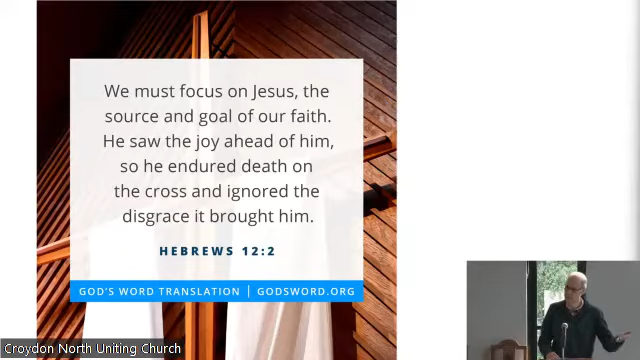 We must focus on Jesus, the
source and goal of our faith.
He saw the joy ahead of him,
so he endured death on
the cross and ignored the
disgrace it brought him.
HEBREWS 12:2
GOD'S WORD TRANSLATION | GODSWORD.ORG
Croydon North Uniting Church